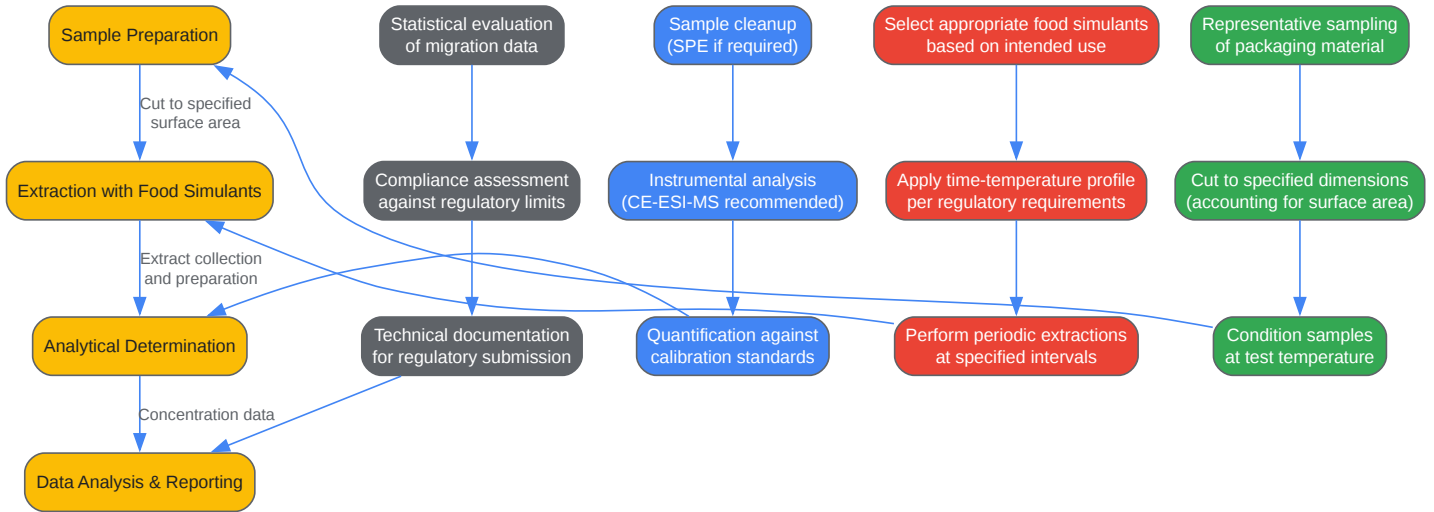 Sample Preparation
Statistical evaluation
of migration data
Sample cleanup
(SPE if required)
Select appropriate food simulants
based on intended use
Representative sampling
of packaging material
Cut to specified
surface area
Extraction with Food Simulants
Compliance assessment
against regulatory limits
Instrumental analysis
(CE-ESI-MS recommended)
Apply time-temperature profile
per regulatory requirements
Cut to specified dimensions
(accounting for surface area)
Extract collection
and preparation
Analytical Determination
Technical documentation
for regulatory submission
Quantification against
calibration standards
Perform periodic extractions
at specified intervals
Condition samples
at test temperature
Concentration data
Data Analysis & Reporting